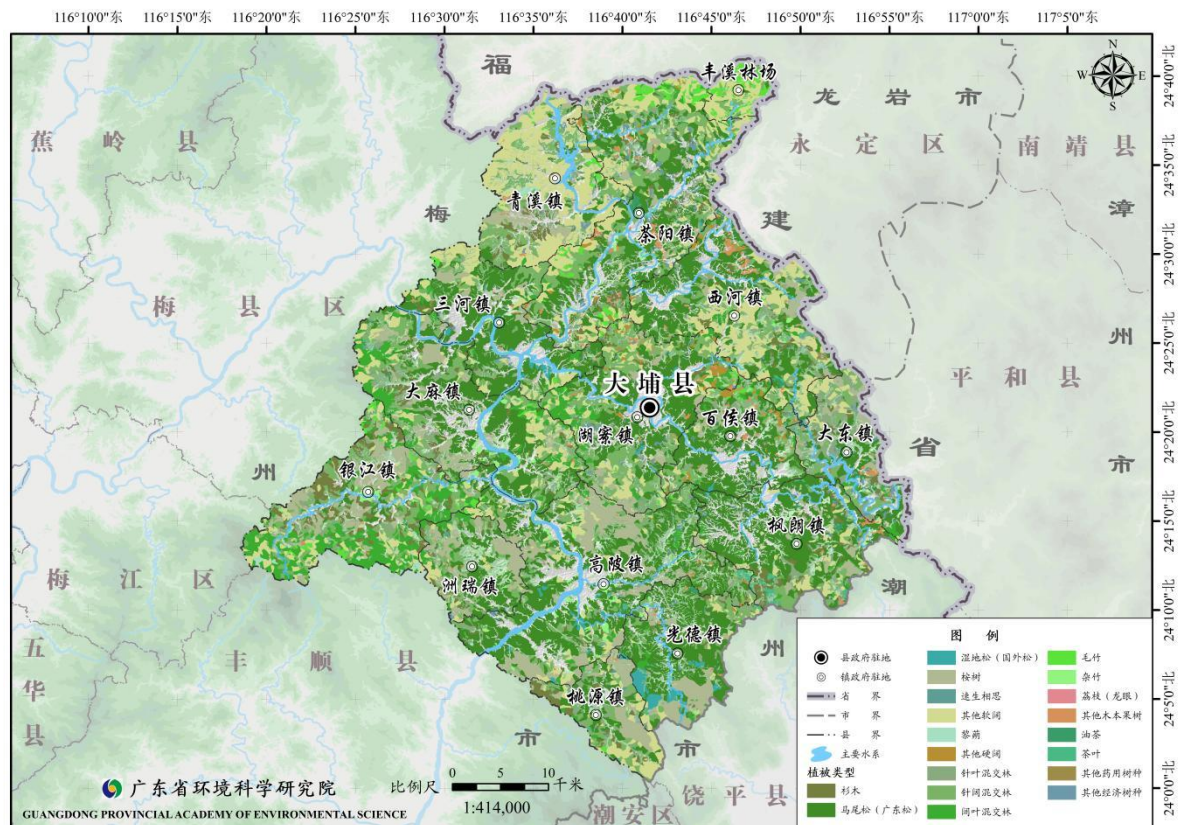 116°10"东 116°15"东 116°20'0"东 116°25'0"东 116°30'0"东 116°35'0"东 116°40'0"东 116°45'0"东 116°50'0"东 116°55'0"东 117°0'0"东 117°5'0"东
N
W E
S
24°40'0"北
24°35'0"北
24°30'0"北
24°25'0"北
24°20'0"北
24°15'0"北
24°10'0"北
24°5'0"北
24°0'0"北
福
建
省
丰溪林场
龙岩市
永定区
南靖县
漳州市
平和县
蕉岭县
梅县区
梅
州
市
梅江区
五华县
丰顺县
潮
州
市
潮安区
饶平县
青溪镇
茶阳镇
西河镇
三河镇
大埔县
大麻镇
湖寮镇
百侯镇
大东镇
银江镇
枫朗镇
洲瑞镇
高陂镇
光德镇
桃源镇
图 例
县政府驻地
镇政府驻地
省 界
市 界
县 界
主要水系
植被类型
杉木
马尾松（广东松）
湿地松（国外松）
桉树
速生相思
其他软阔
黎蒴
其他硬阔
针叶混交林
针阔混交林
阔叶混交林
毛竹
杂竹
荔枝（龙眼）
其他木本果树
油茶
茶叶
其他药用树种
其他经济树种
广东省环境科学研究院
GUANGDONG PROVINCIAL ACADEMY OF ENVIRONMENTAL SCIENCE
比例尺 0 5 10 千米
1:414,000